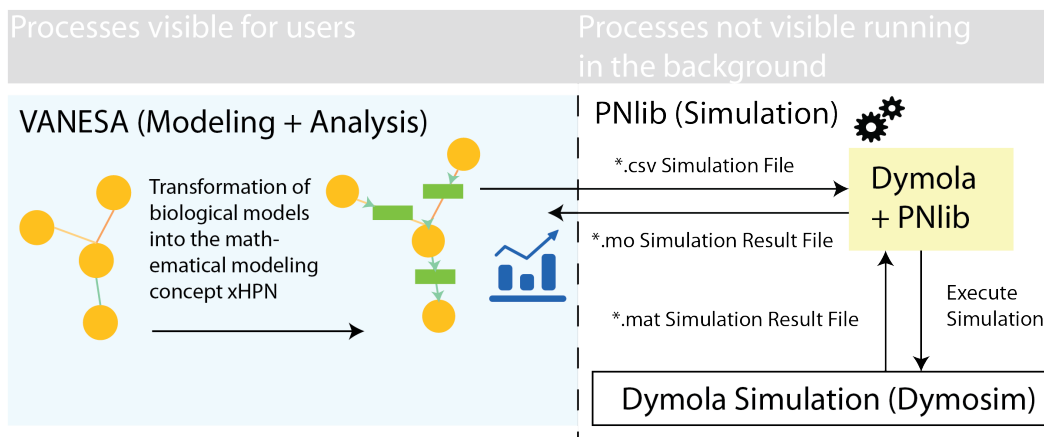 Processes visible for users
Processes not visible running
in the background
VANESA (Modeling + Analysis)
Transformation of
biological models
into the math-
ematical modeling
concept xHPN
PNlib (Simulation)
*.csv Simulation File
*.mo Simulation Result File
Dymola
+ PNlib
*.mat Simulation Result File
Execute
Simulation
Dymola Simulation (Dymosim)